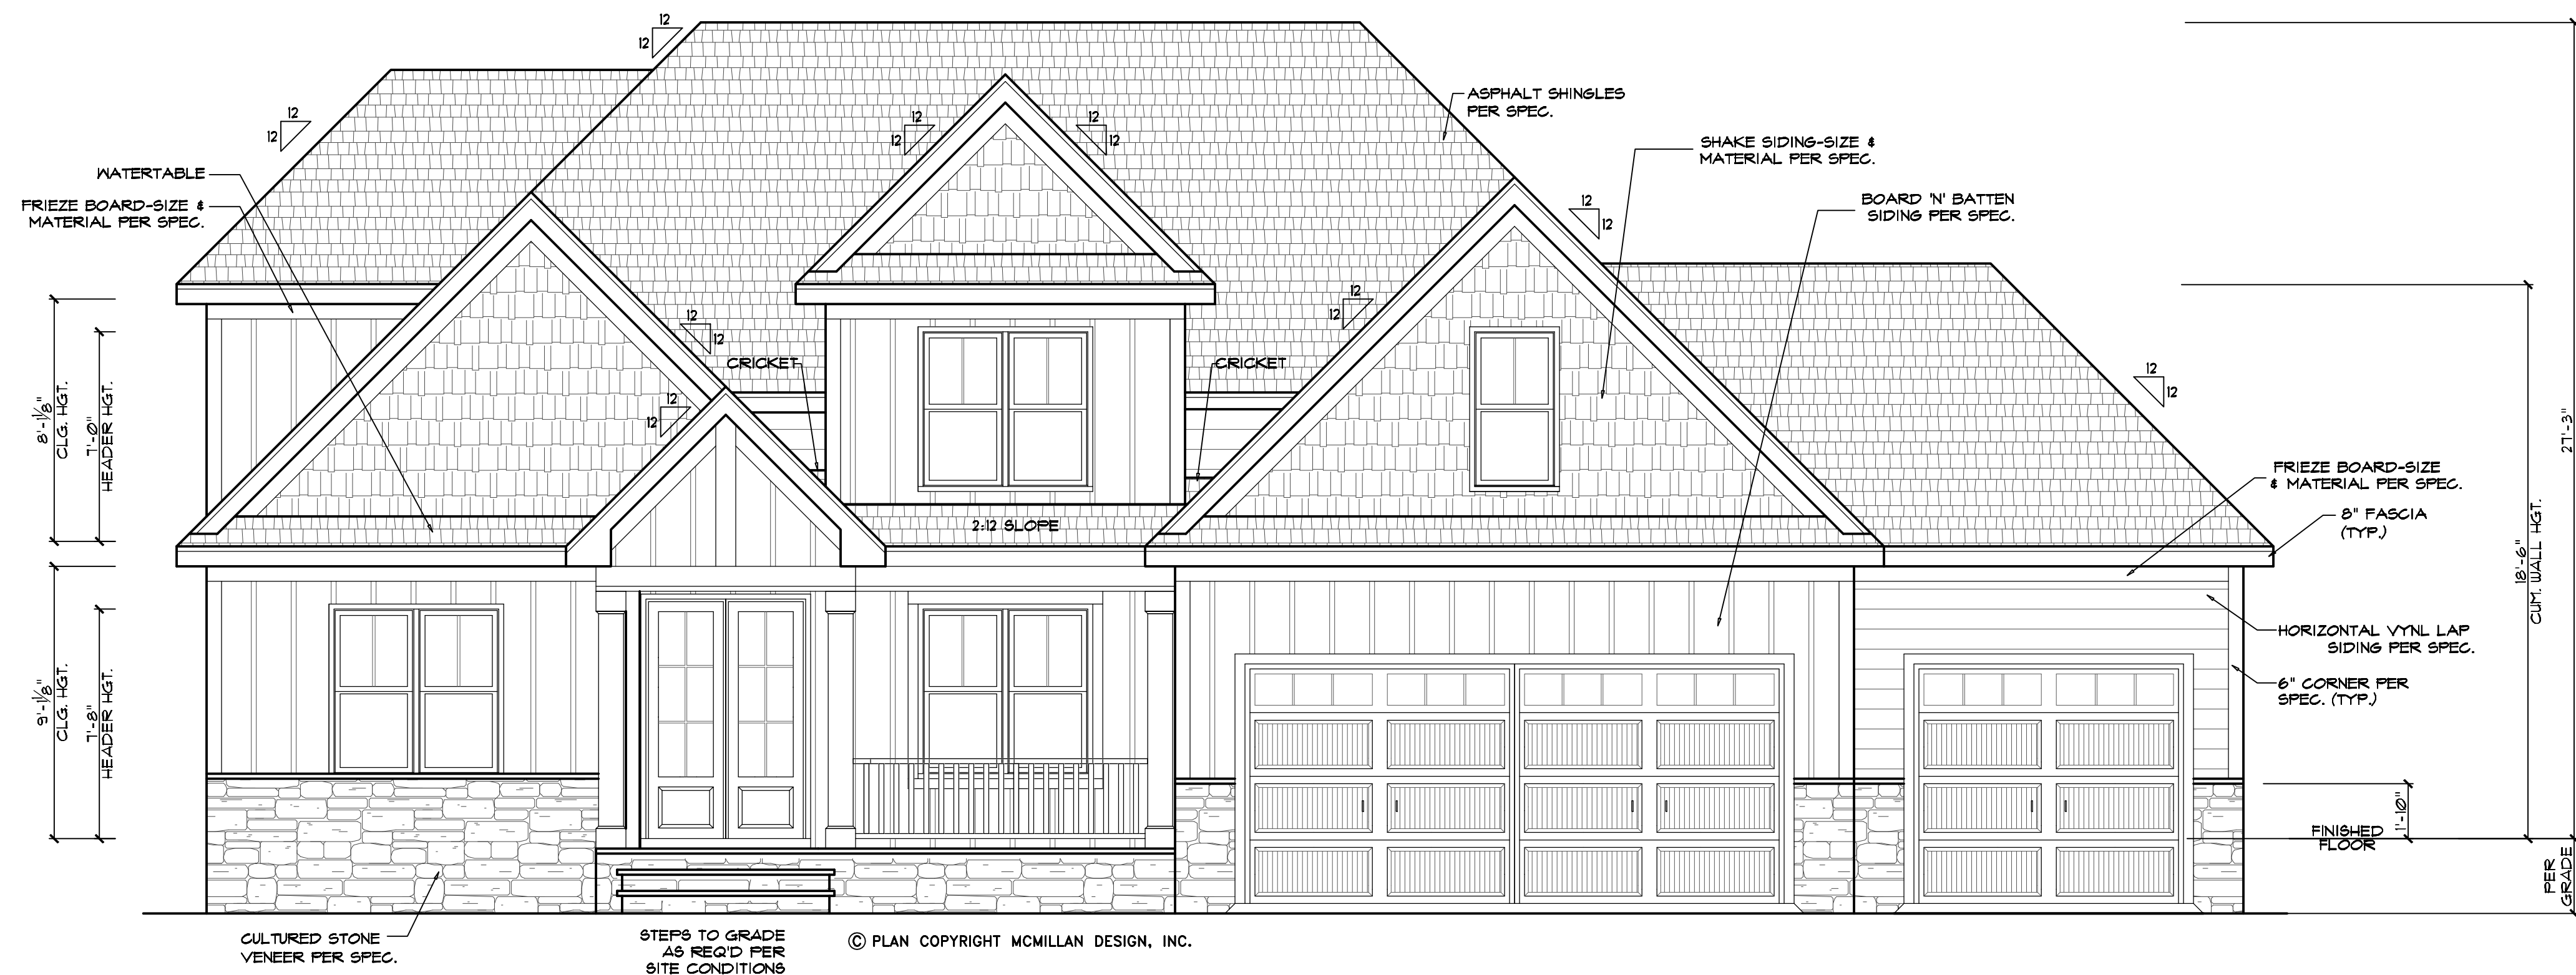 12
12
12
12
12
12
12
12
ASPHALT SHINGLES
PER SPEC.
SHAKE SIDING-SIZE &
MATERIAL PER SPEC.
WATERTABLE
FRIEZE BOARD-SIZE &
MATERIAL PER SPEC.
BOARD 'N' BATTEN
SIDING PER SPEC.
12
12
12
12
12
12
CRICKET
CRICKET
12
12
12
12
8'-1⅛"
CLG. HGT.
7'-0"
HEADER HGT.
27'-3"
FRIEZE BOARD-SIZE
& MATERIAL PER SPEC.
8" FASCIA
(TYP.)
2:12 SLOPE
18'-6"
CUM. WALL HGT.
HORIZONTAL VYNL LAP
SIDING PER SPEC.
6" CORNER PER
SPEC. (TYP.)
9'-1⅛"
CLG. HGT.
7'-8"
HEADER HGT.
1'-10"
FINISHED
FLOOR
PER
GRADE
CULTURED STONE
VENEER PER SPEC.
STEPS TO GRADE
AS REQ'D PER
SITE CONDITIONS
© PLAN COPYRIGHT MCMILLAN DESIGN, INC.